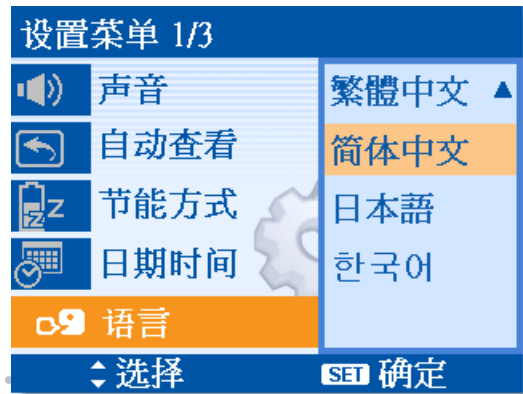 设置菜单 1/3
声音
自动查看
节能方式
日期时间
语言
繁體中文
简体中文
日本語
한국어
选择
SET 确定